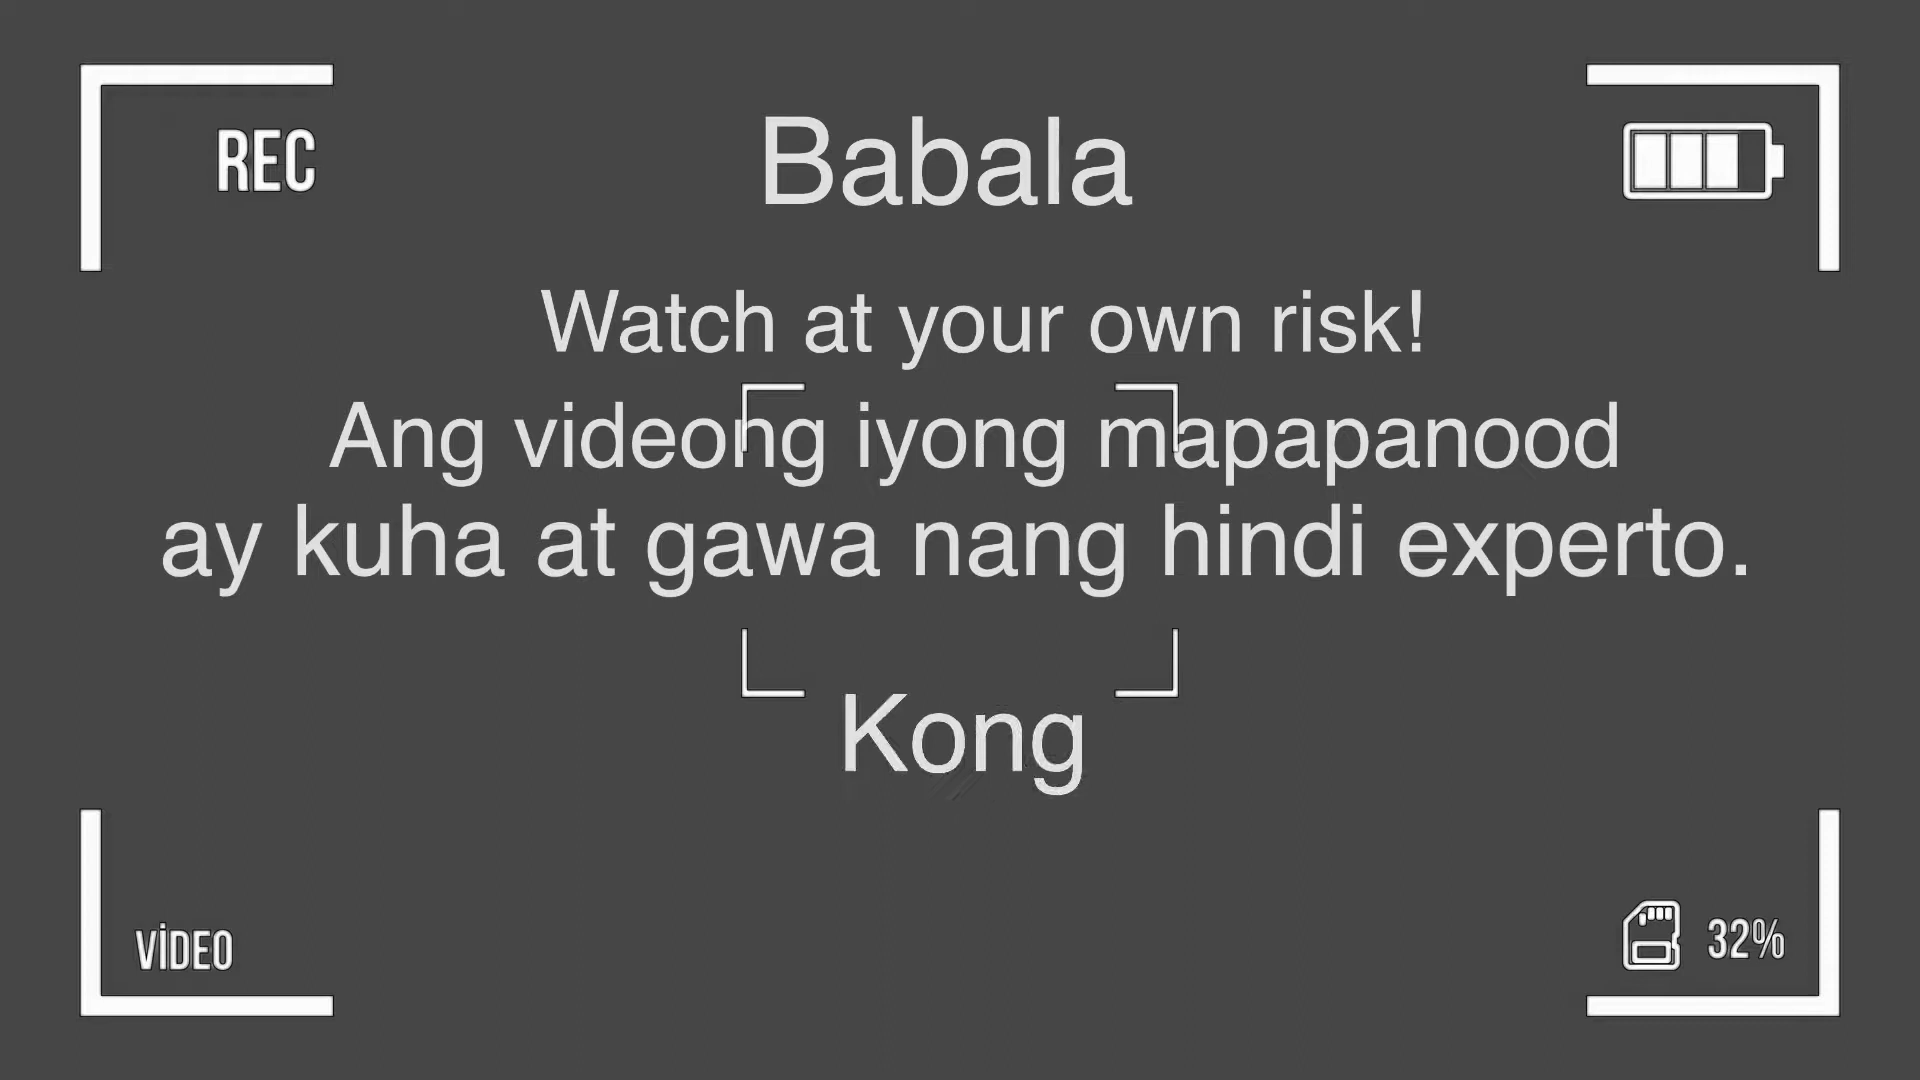 REC
Babala
Watch at your own risk!
Ang videong iyong mapapanood
ay kuha at gawa nang hindi experto.
Kong
VİDEO
32%